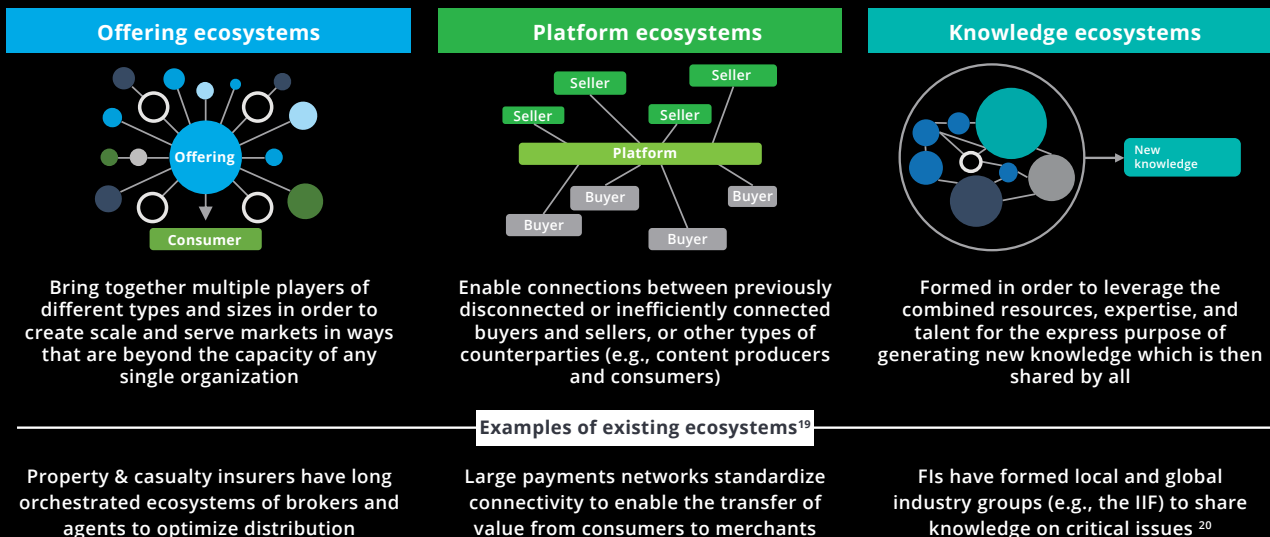 Offering ecosystems
Offering
Consumer
Bring together multiple players of
different types and sizes in order to
create scale and serve markets in ways
that are beyond the capacity of any
single organization
Platform ecosystems
Seller
Seller
Seller
Seller
Platform
Buyer
Buyer
Buyer
Buyer
Enable connections between previously
disconnected or inefficiently connected
buyers and sellers, or other types of
counterparties (e.g., content producers
and consumers)
Knowledge ecosystems
New
knowledge
Formed in order to leverage the
combined resources, expertise, and
talent for the express purpose of
generating new knowledge which is then
shared by all
Examples of existing ecosystems¹⁹
Property & casualty insurers have long
orchestrated ecosystems of brokers and
agents to optimize distribution
Large payments networks standardize
connectivity to enable the transfer of
value from consumers to merchants
FIs have formed local and global
industry groups (e.g., the IIF) to share
knowledge on critical issues ²⁰